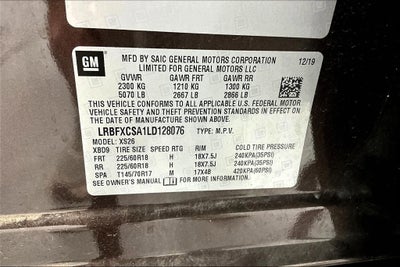 GM
MFD BY SAIC GENERAL MOTORS CORPORATION 12/19
LIMITED FOR GENERAL MOTORS LLC
GVWR GAWR FRT GAWR RR
2300 KG 1210 KG 1300 KG
5070 LB 2667 LB 2866 LB
THIS VEHICLE CONFORMS TO ALL APPLICABLE U.S. FEDERAL MOTOR
VEHICLE SAFETY, BUMPER, AND THEFT PREVENTION STANDARDS IN EFFECT ON THE
DATE OF MANUFACTURE SHOWN ABOVE.
LRBFXCSA1LD128076 TYPE: M.P.V.
MODEL: XS26
XBD9 TIRE SIZE SPEED RTG RIM COLD TIRE PRESSURE
FRT 225/60R18 H 18X7.5J 240KPA(35PSI)
RR 225/60R18 H 18X7.5J 240KPA(35PSI)
SPA T145/70R17 M 17X4B 420KPA(60PSI)
SEE OWNER'S MANUAL FOR MORE INFORMATION.